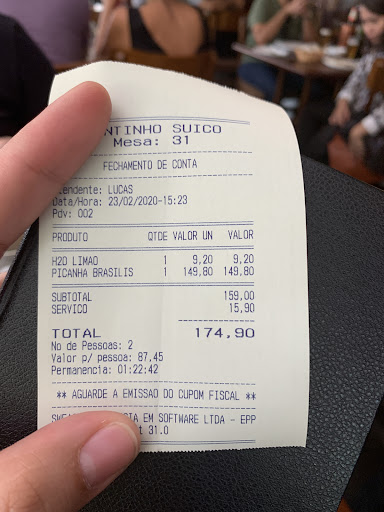 NTINHO SUICO
Mesa: 31
FECHAMENTO DE CONTA
endente: LUCAS
Data/Hora: 23/02/2020-15:23
Pdv: 002
PRODUTO QTDE VALOR UN VALOR
H2O LIMAO 1 9,20 9,20
PICANHA BRASILIS 1 149,80 149,80
SUBTOTAL 159,00
SERVICO 15,90
TOTAL 174,90
No de Pessoas: 2
Valor p/ pessoa: 87,45
Permanencia: 01:22:42
** AGUARDE A EMISSAO DO CUPOM FISCAL **
EM SOFTWARE LTDA - EPP
31.0